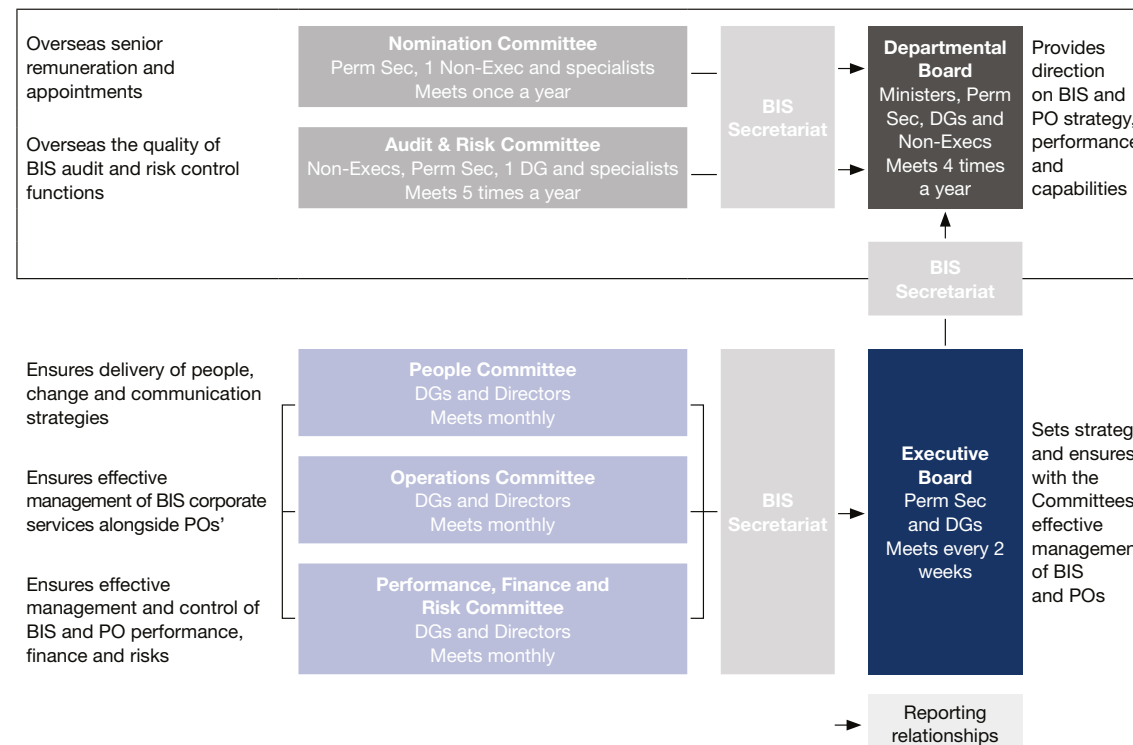 Overseas senior
remuneration and
appointments
Nomination Committee
Perm Sec, 1 Non-Exec and specialists
Meets once a year
Overseas the quality of
BIS audit and risk control
functions
Audit & Risk Committee
Non-Execs, Perm Sec, 1 DG and specialists
Meets 5 times a year
BIS
Secretariat
Departmental
Board
Ministers, Perm
Sec, DGs and
Non-Execs
Meets 4 times
a year
Provides
direction
on BIS and
PO strategy,
performance
and
capabilities
BIS
Secretariat
Ensures delivery of people,
change and communication
strategies
People Committee
DGs and Directors
Meets monthly
Ensures effective
management of BIS corporate
services alongside POs’
Operations Committee
DGs and Directors
Meets monthly
Ensures effective
management and control of
BIS and PO performance,
finance and risks
Performance, Finance and
Risk Committee
DGs and Directors
Meets monthly
BIS
Secretariat
Executive
Board
Perm Sec
and DGs
Meets every 2
weeks
Sets strateg
and ensures
with the
Committees
effective
managemen
of BIS
and POs
Reporting
relationships